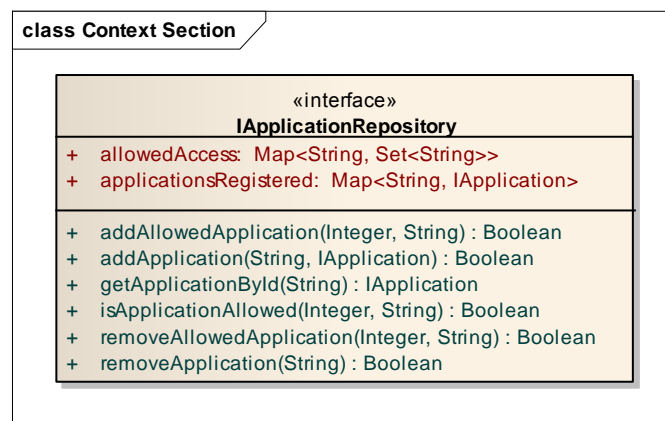 class Context Section
«interface»
IApplicationRepository
+ allowedAccess: Map<String, Set<String>>
+ applicationsRegistered: Map<String, IApplication>
+ addAllowedApplication(Integer, String) : Boolean
+ addApplication(String, IApplication) : Boolean
+ getApplicationById(String) : IApplication
+ isApplicationAllowed(Integer, String) : Boolean
+ removeAllowedApplication(Integer, String) : Boolean
+ removeApplication(String) : Boolean